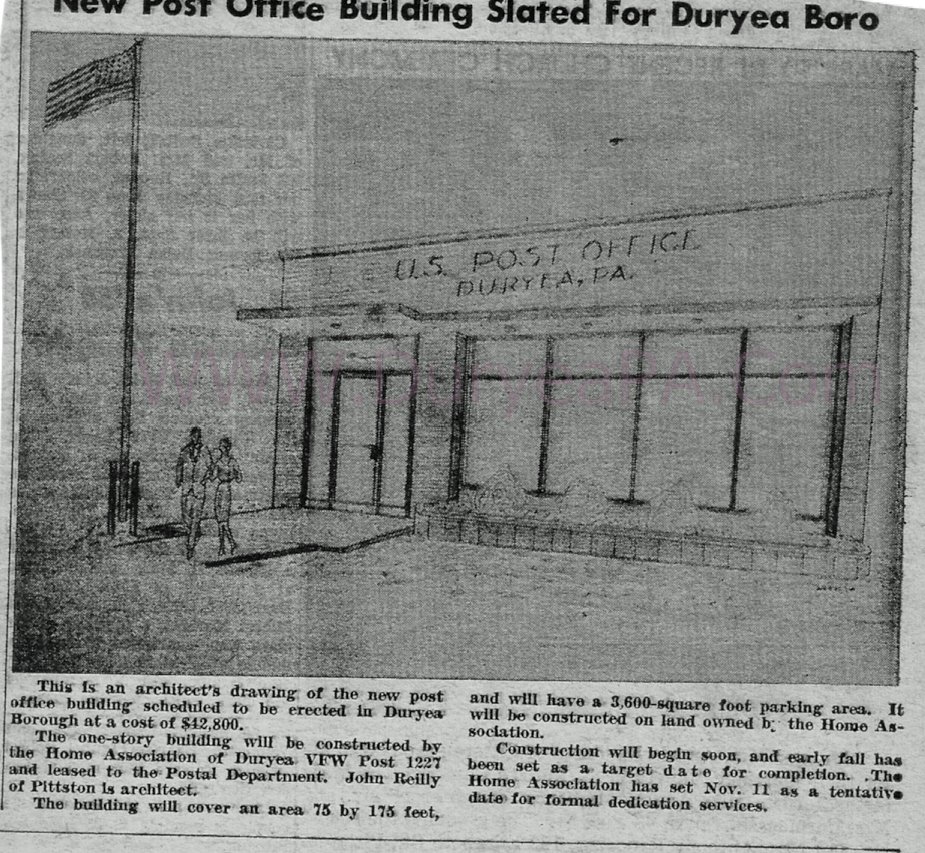 New Post Office Building Slated For Duryea Boro
U.S. POST OFFICE
DURYEA, PA.
WWW.DuryeaPA.Com
This is an architect's drawing of the new post
office building scheduled to be erected in Duryea
Borough at a cost of $42,800.
The one-story building will be constructed by
the Home Association of Duryea VFW Post 1227
and leased to the Postal Department. John Reilly
of Pittston is architect.
The building will cover an area 75 by 175 feet,
and will have a 3,600-square foot parking area. It
will be constructed on land owned by the Home As-
sociation.
Construction will begin soon, and early fall has
been set as a target date for completion. .The
Home Association has set Nov. 11 as a tentative
date for formal dedication services.